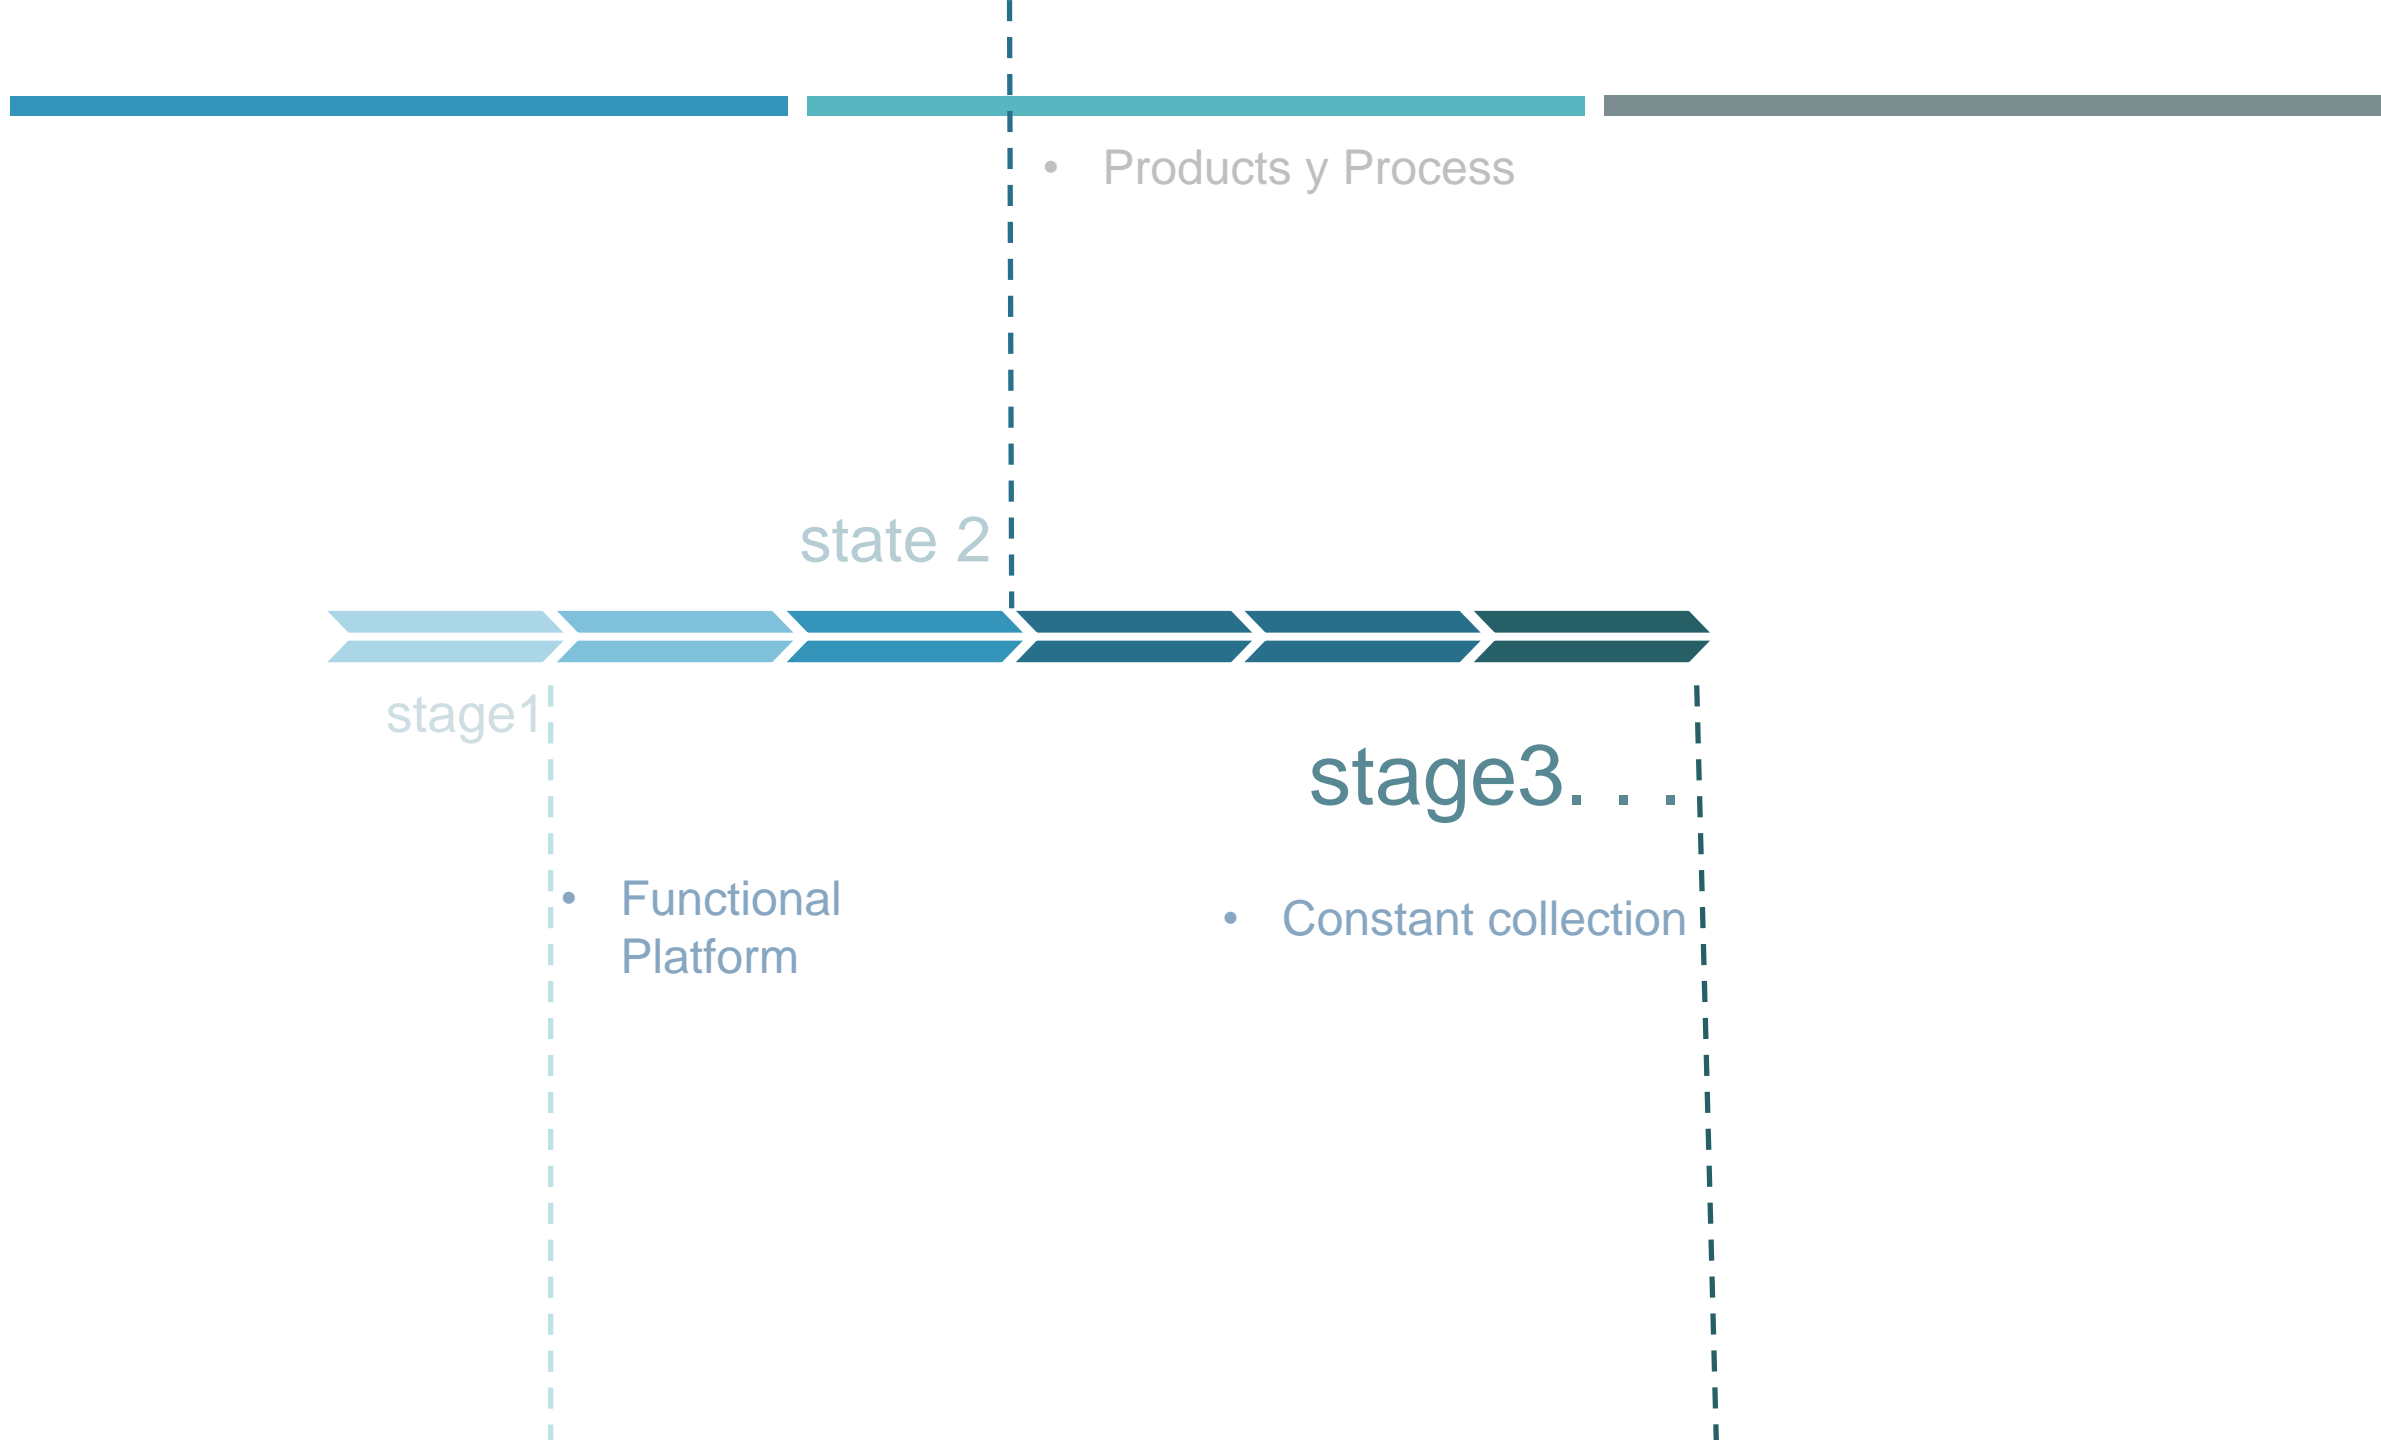 • Products y Process
state 2
stage1
stage3. . .
• Functional
Platform
• Constant collection